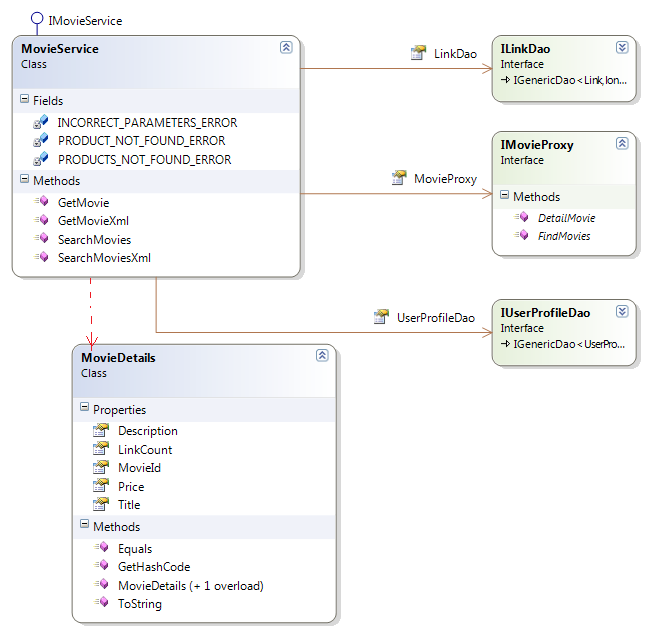 IMovieService
MovieService
Class
Fields
INCORRECT_PARAMETERS_ERROR
PRODUCT_NOT_FOUND_ERROR
PRODUCTS_NOT_FOUND_ERROR
Methods
GetMovie
GetMovieXml
SearchMovies
SearchMoviesXml
LinkDao
ILinkDao
Interface
IGenericDao<Link,lon...
MovieProxy
IMovieProxy
Interface
Methods
DetailMovie
FindMovies
UserProfileDao
IUserProfileDao
Interface
IGenericDao<UserPro...
MovieDetails
Class
Properties
Description
LinkCount
MovieId
Price
Title
Methods
Equals
GetHashCode
MovieDetails (+ 1 overload)
ToString